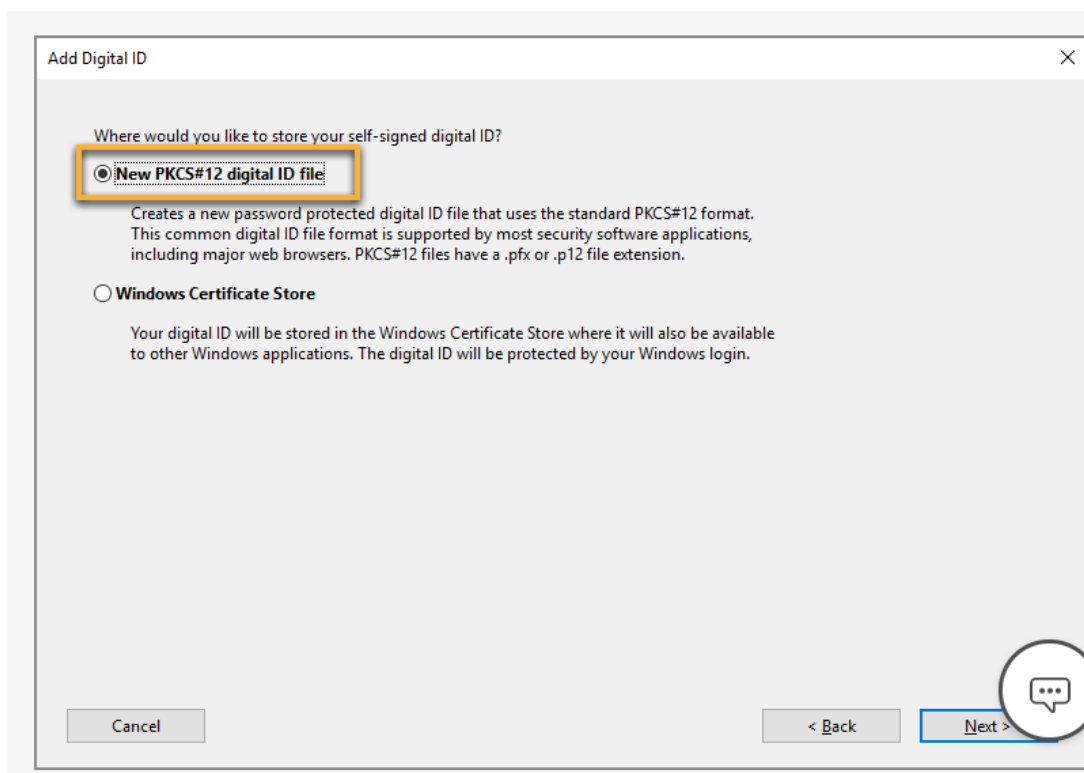 Add Digital ID
Where would you like to store your self-signed digital ID?
New PKCS#12 digital ID file
Creates a new password protected digital ID file that uses the standard PKCS#12 format.
This common digital ID file format is supported by most security software applications,
including major web browsers. PKCS#12 files have a .pfx or .p12 file extension.
Windows Certificate Store
Your digital ID will be stored in the Windows Certificate Store where it will also be available
to other Windows applications. The digital ID will be protected by your Windows login.
Cancel
< Back
Next >